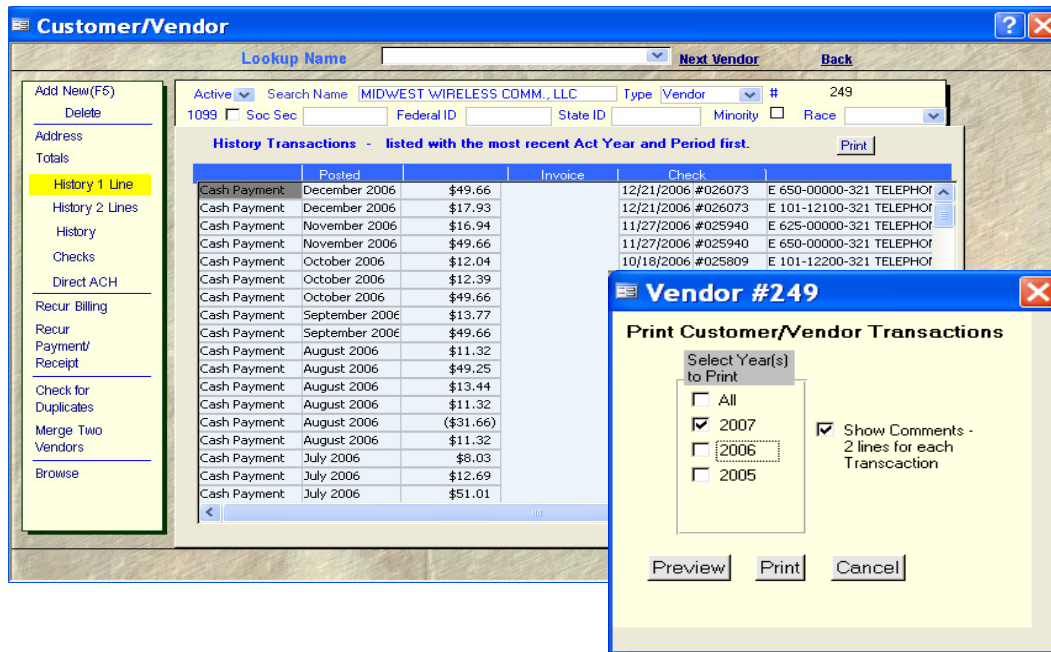 Customer/Vendor
Lookup Name Next Vendor Back
Add New(F5)
Delete
Address
Totals
History 1 Line
History 2 Lines
History
Checks
Direct ACH
Recur Billing
Recur
Payment/
Receipt
Check for
Duplicates
Merge Two
Vendors
Browse
Active Search Name MIDWEST WIRELESS COMM., LLC Type Vendor # 249
1099 Soc Sec Federal ID State ID Minority Race
History Transactions - listed with the most recent Act Year and Period first. Print
Posted Invoice Check
Cash Payment December 2006 $49.66 12/21/2006 #026073 E 650-00000-321 TELEPHO
Cash Payment December 2006 $17.93 12/21/2006 #026073 E 101-12100-321 TELEPHO
Cash Payment November 2006 $16.94 11/27/2006 #025940 E 625-00000-321 TELEPHO
Cash Payment November 2006 $49.66 11/27/2006 #025940 E 650-00000-321 TELEPHO
Cash Payment October 2006 $12.04 10/18/2006 #025809 E 101-12200-321 TELEPHO
Cash Payment October 2006 $12.39
Cash Payment October 2006 $49.66
Cash Payment September 2006 $13.77
Cash Payment September 2006 $49.66
Cash Payment August 2006 $11.32
Cash Payment August 2006 $49.25
Cash Payment August 2006 $13.44
Cash Payment August 2006 $11.32
Cash Payment August 2006 ($31.66)
Cash Payment August 2006 $11.32
Cash Payment July 2006 $8.03
Cash Payment July 2006 $12.69
Cash Payment July 2006 $51.01
Vendor #249
Print Customer/Vendor Transactions
Select Year(s)
to Print
All
2007
2006
2005
Show Comments -
2 lines for each
Transcaction
Preview Print Cancel